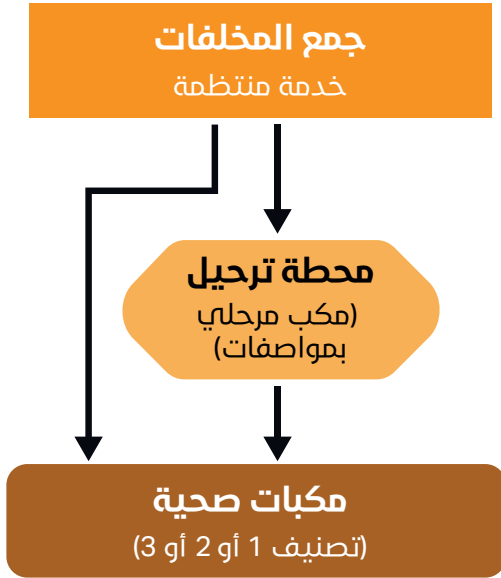 جمع المخلفات
خدمة منتظمة
محطة ترحيل
(مكب مرحلي
بمواصفات)
مكبات صحية
(تصنيف 1 أو 2 أو 3)